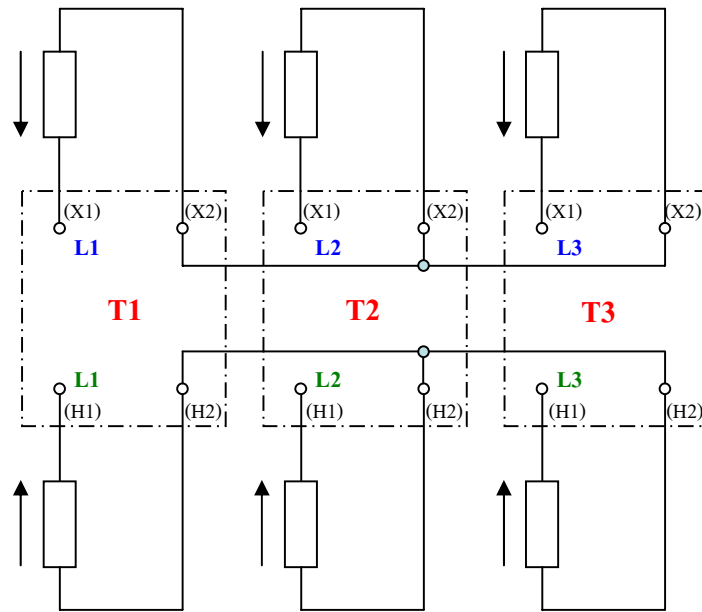 (X1) (X2) (X1) (X2) (X1) (X2)
L1 L2 L3
T1 T2 T3
L1 L2 L3
(H1) (H2) (H1) (H2) (H1) (H2)